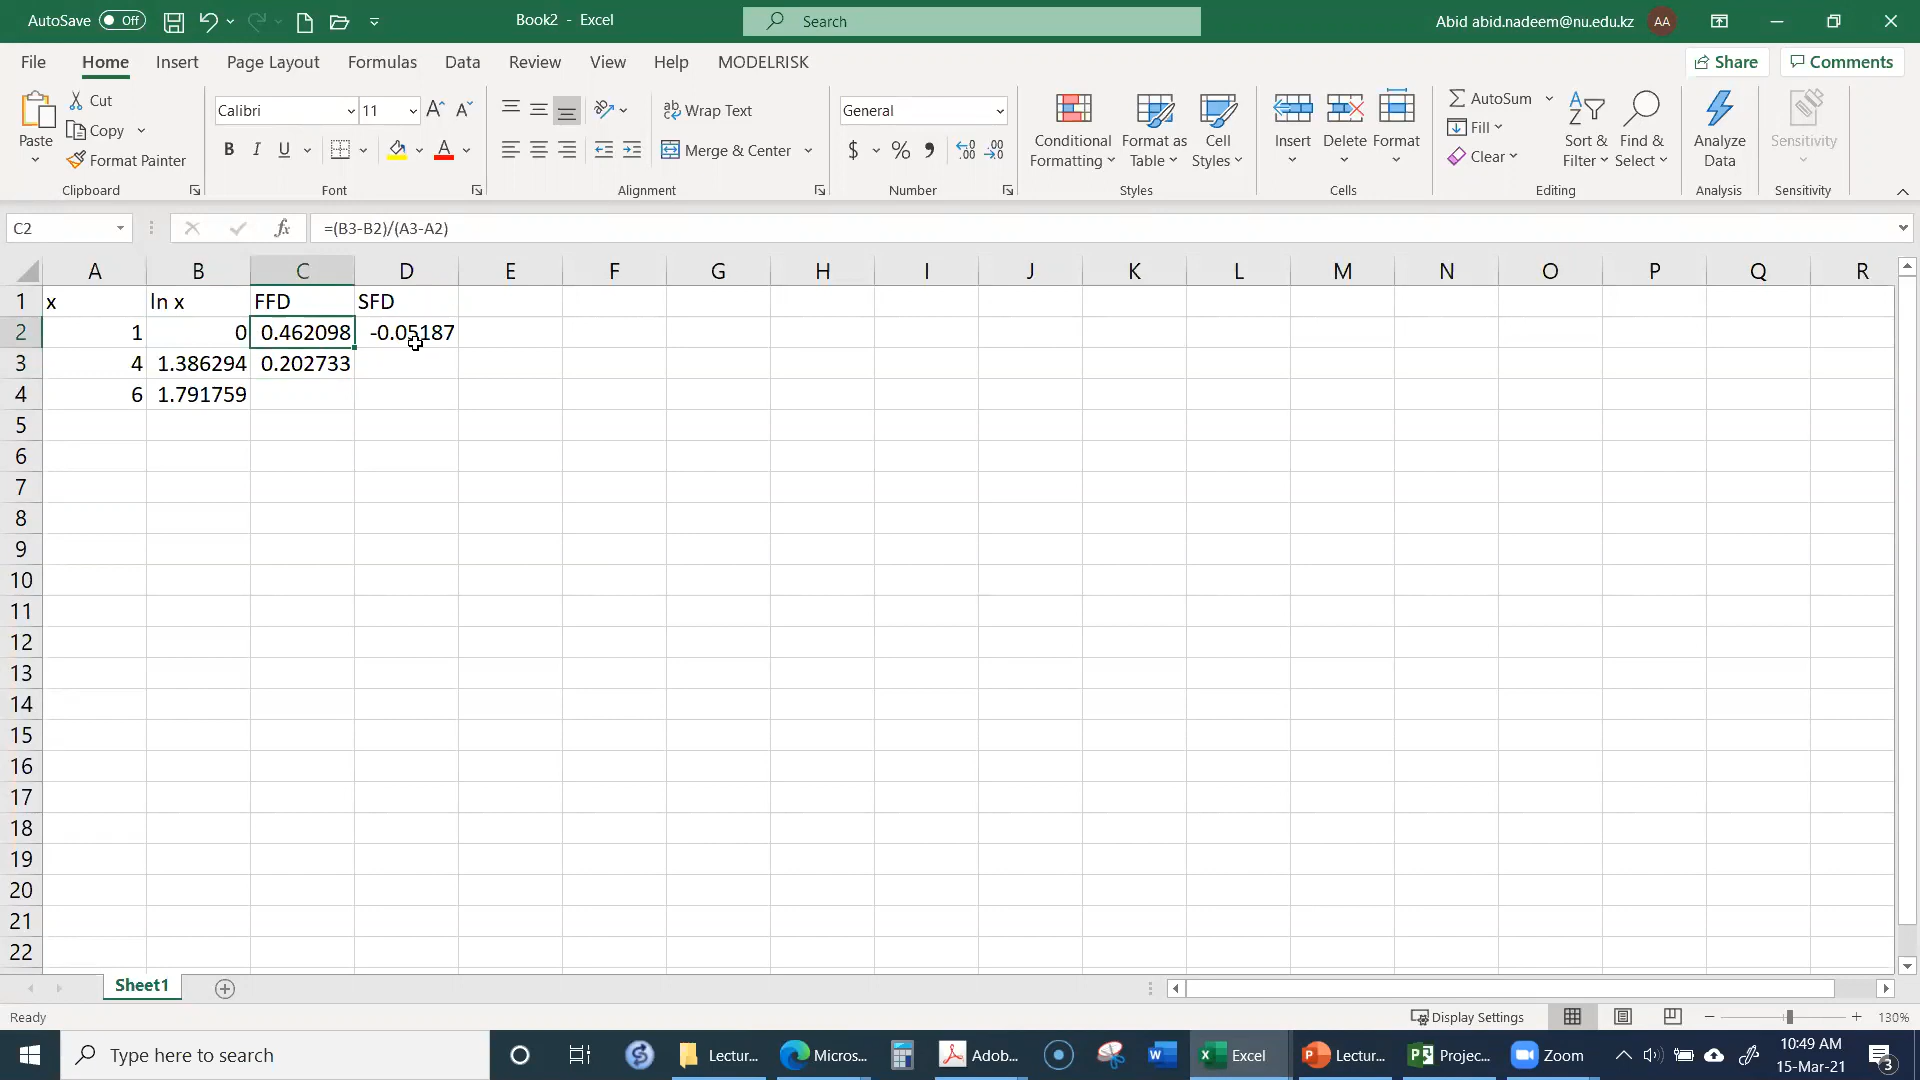 AutoSave Off
Book2 - Excel
Search
Abid abid.nadeem@nu.edu.kz AA
File Home Insert Page Layout Formulas Data Review View Help MODELRISK
Share Comments
Paste
Cut
Copy
Format Painter
Clipboard
Calibri 11
B I U
Font
Wrap Text
Merge & Center
Alignment
General
$ % 9
Number
Conditional Formatting
Format as Table
Cell Styles
Styles
Insert Delete Format
Cells
AutoSum
Fill
Clear
Sort & Filter
Find & Select
Editing
Analyze Data
Analysis
Sensitivity
Sensitivity
C2 fx =(B3-B2)/(A3-A2)
A B C D E F G H I J K L M N O P Q R
1 x ln x FFD SFD
2 1 0 0.462098 -0.05187
3 4 1.386294 0.202733
4 6 1.791759
5
6
7
8
9
10
11
12
13
14
15
16
17
18
19
20
21
22
Sheet1
Ready
Display Settings
130%
Type here to search
Lectur...
Micros...
Adob...
Excel
Lectur...
Projec...
Zoom
10:49 AM
15-Mar-21
3